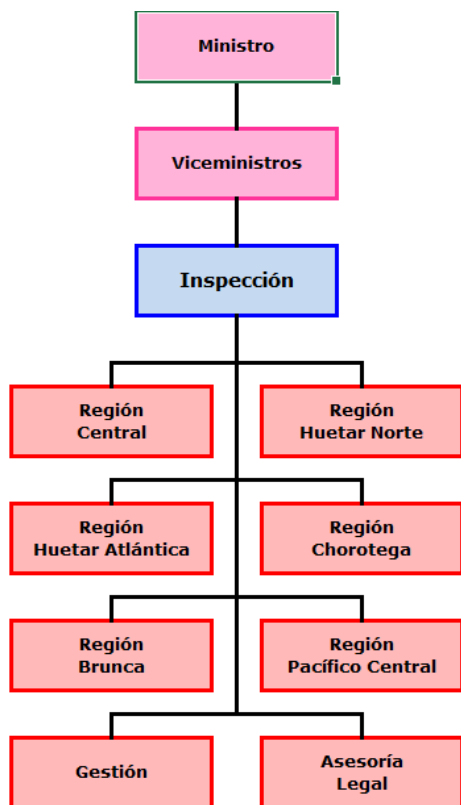 Ministro
Viceministros
Inspección
Región
Central
Región
Huetar Norte
Región
Huetar Atlántica
Región
Chorotega
Región
Brunca
Región
Pacífico Central
Gestión
Asesoría
Legal